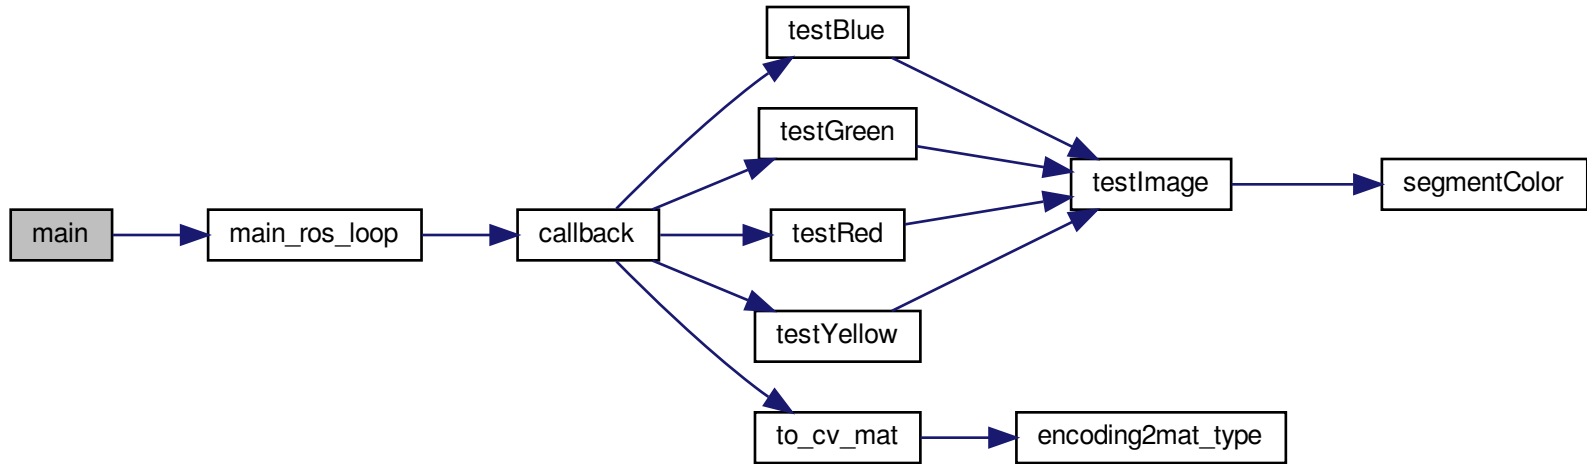 main
main_ros_loop
callback
testBlue
testGreen
testRed
testYellow
to_cv_mat
testImage
encoding2mat_type
segmentColor